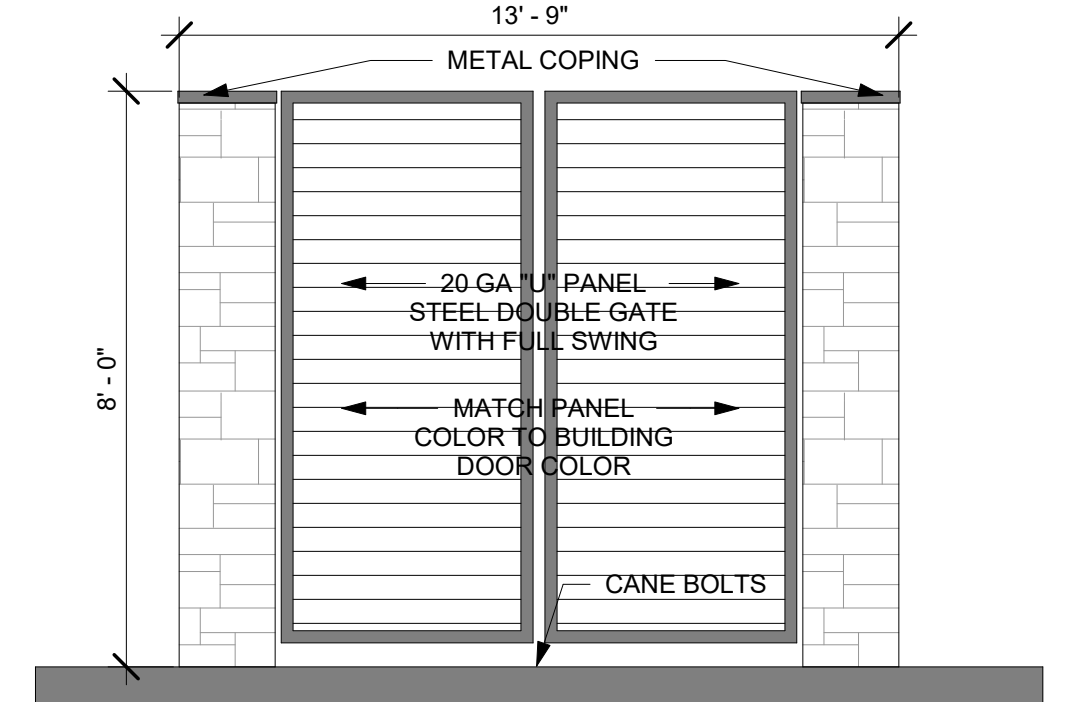 13' - 9"
METAL COPING
8' - 0"
20 GA "U" PANEL
STEEL DOUBLE GATE
WITH FULL SWING
MATCH PANEL
COLOR TO BUILDING
DOOR COLOR
CANE BOLTS